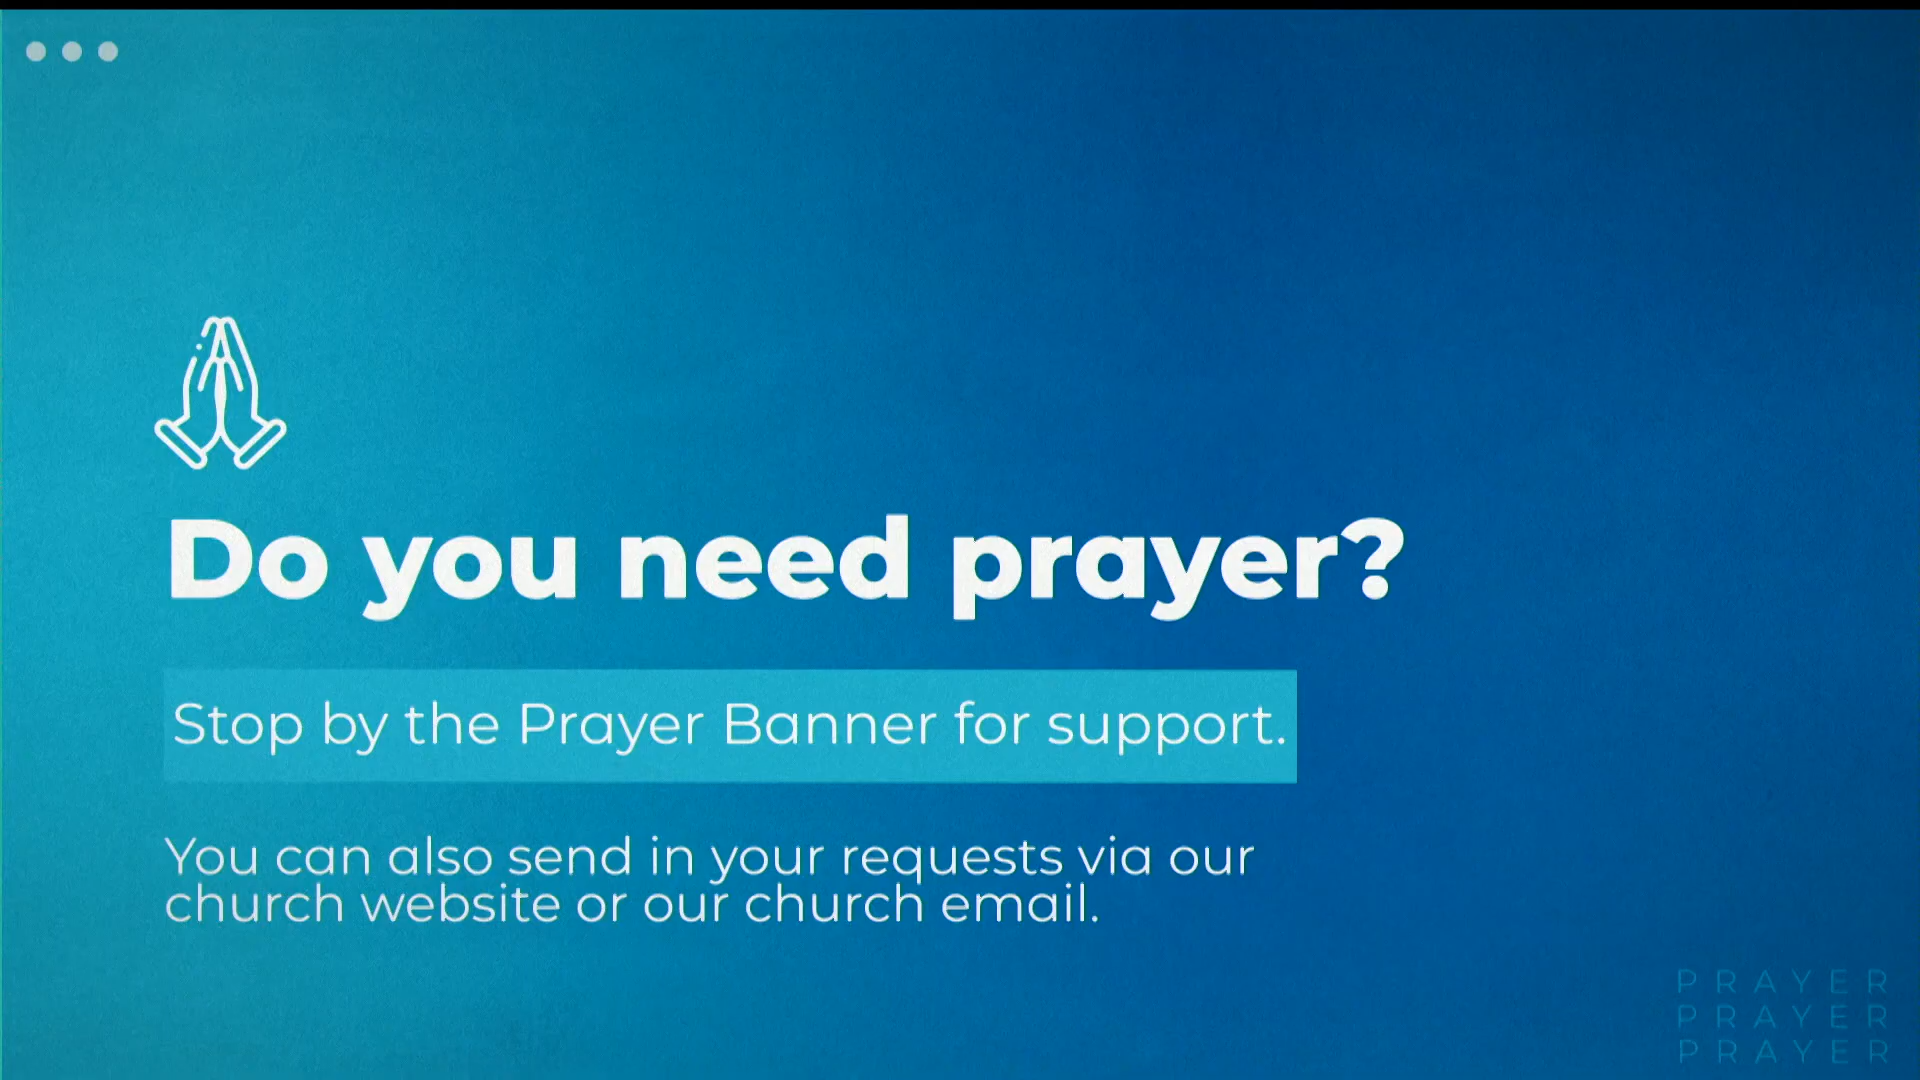 Do you need prayer?
Stop by the Prayer Banner for support.
You can also send in your requests via our
church website or our church email.
PRAYER
PRAYER
PRAYER